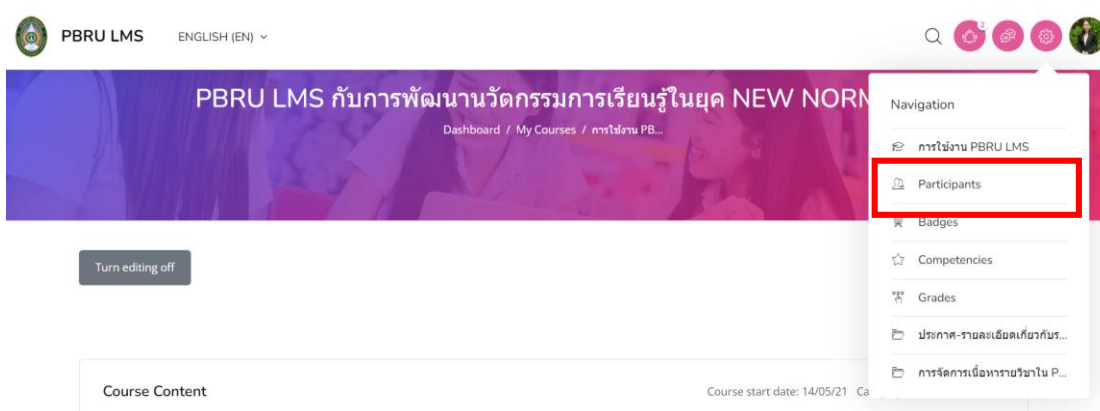 PBRU LMS ENGLISH (EN)
2
PBRU LMS กับการพัฒนานวัตกรรมการเรียนรู้ในยุค NEW NORM
Dashboard / My Courses / การใช้งาน PB...
Navigation
การใช้งาน PBRU LMS
Participants
Badges
Competencies
Grades
ประกาศ-รายละเอียดเกี่ยวกับร...
การจัดการเนื้อหารายวิชาใน P...
Turn editing off
Course Content
Course start date: 14/05/21 Ca